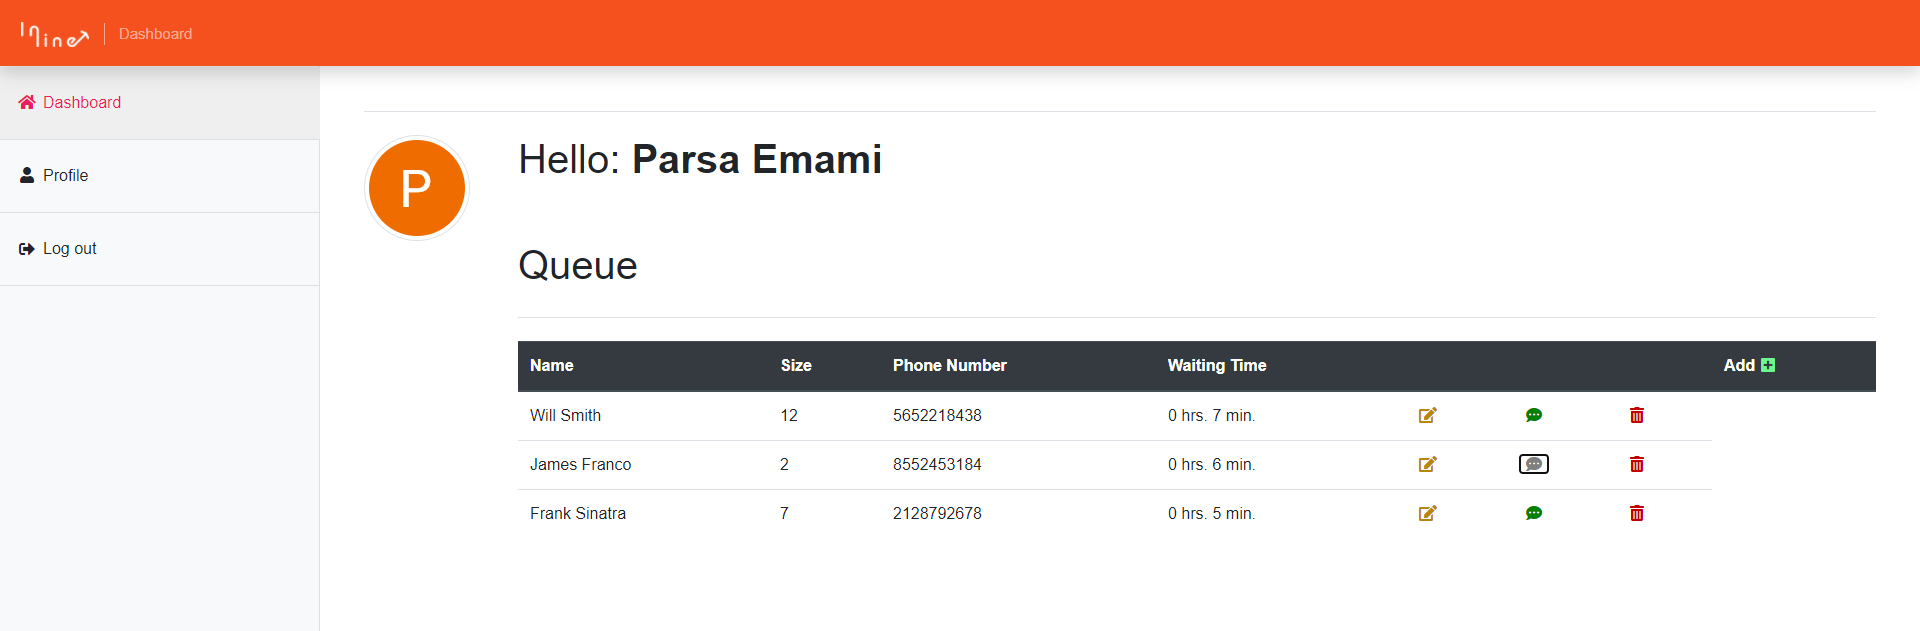 In line Dashboard
Dashboard
Profile
Log out
P
Hello: Parsa Emami
Queue
Name Size Phone Number Waiting Time Add
Will Smith 12 5652218438 0 hrs. 7 min.
James Franco 2 8552453184 0 hrs. 6 min.
Frank Sinatra 7 2128792678 0 hrs. 5 min.